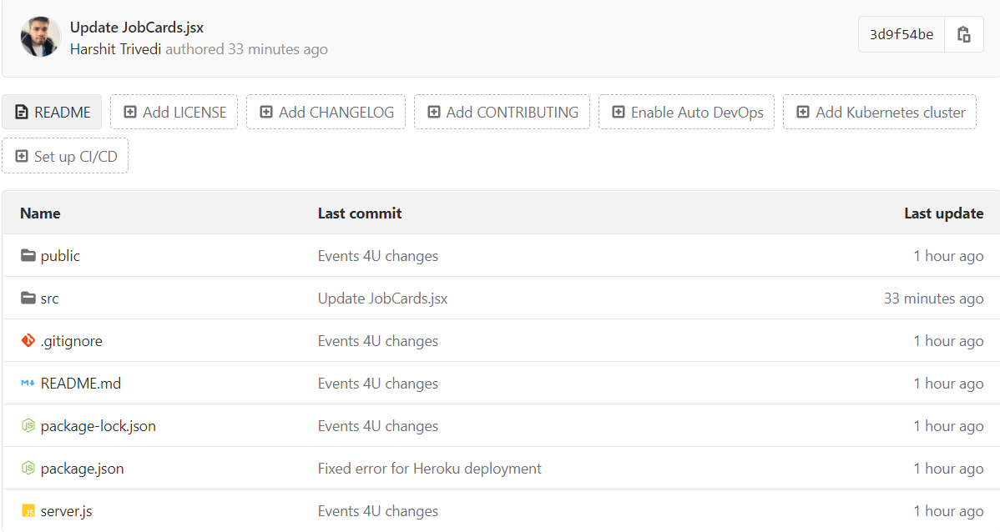 Update JobCards.jsx
Harshit Trivedi authored 33 minutes ago
3d9f54be
README Add LICENSE Add CHANGELOG Add CONTRIBUTING Enable Auto DevOps Add Kubernetes cluster
Set up CI/CD
Name Last commit Last update
public Events 4U changes 1 hour ago
src Update JobCards.jsx 33 minutes ago
.gitignore Events 4U changes 1 hour ago
M↓ README.md Events 4U changes 1 hour ago
JS package-lock.json Events 4U changes 1 hour ago
JS package.json Fixed error for Heroku deployment 1 hour ago
JS server.js Events 4U changes 1 hour ago